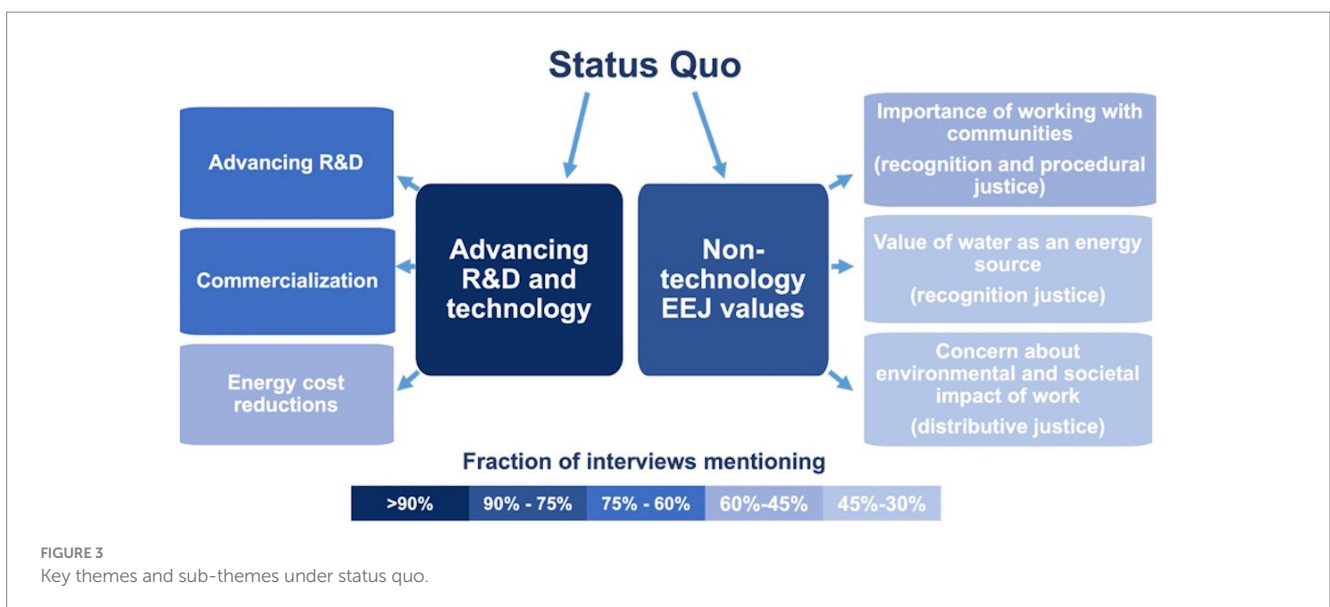 Status Quo
Advancing R&D
Commercialization
Energy cost
reductions
Advancing
R&D and
technology
Non-
technology
EEJ values
Importance of working with
communities
(recognition and procedural
justice)
Value of water as an energy
source
(recognition justice)
Concern about
environmental and societal
impact of work
(distributive justice)
Fraction of interviews mentioning
>90% 90% - 75% 75% - 60% 60%-45% 45%-30%
FIGURE 3
Key themes and sub-themes under status quo.